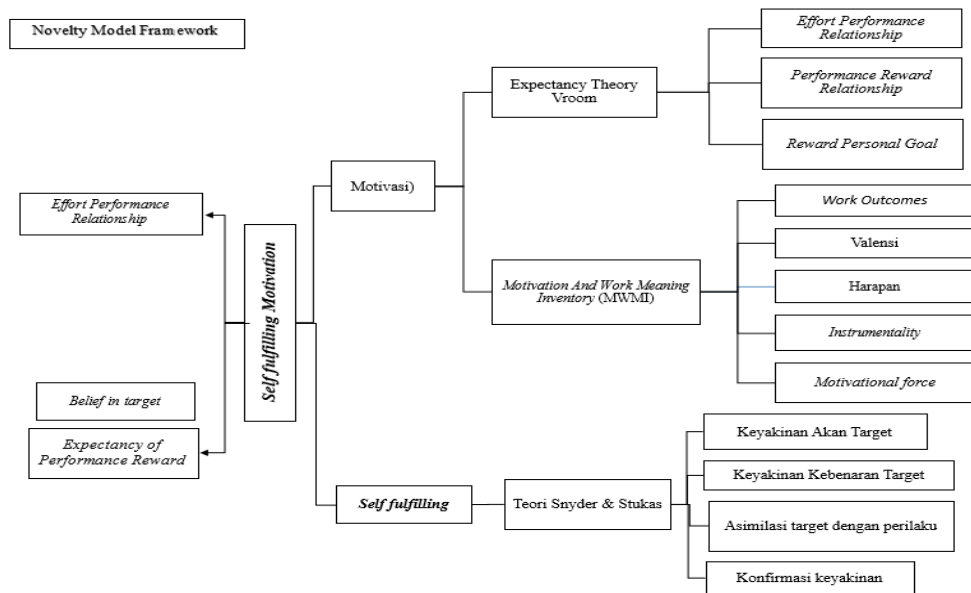 Novelty Model Framework
Effort Performance
Relationship
Expectancy Theory
Vroom
Performance Reward
Relationship
Reward Personal Goal
Motivasi)
Effort Performance
Relationship
Work Outcomes
Valensi
Motivation And Work Meaning
Inventory (MWMI)
Harapan
Instrumentality
Motivational force
Self fulfilling Motivation
Belief in target
Expectancy of
Performance Reward
Keyakinan Akan Target
Keyakinan Kebenaran Target
Self fulfilling
Teori Snyder & Stukas
Asimilasi target dengan perilaku
Konfirmasi keyakinan